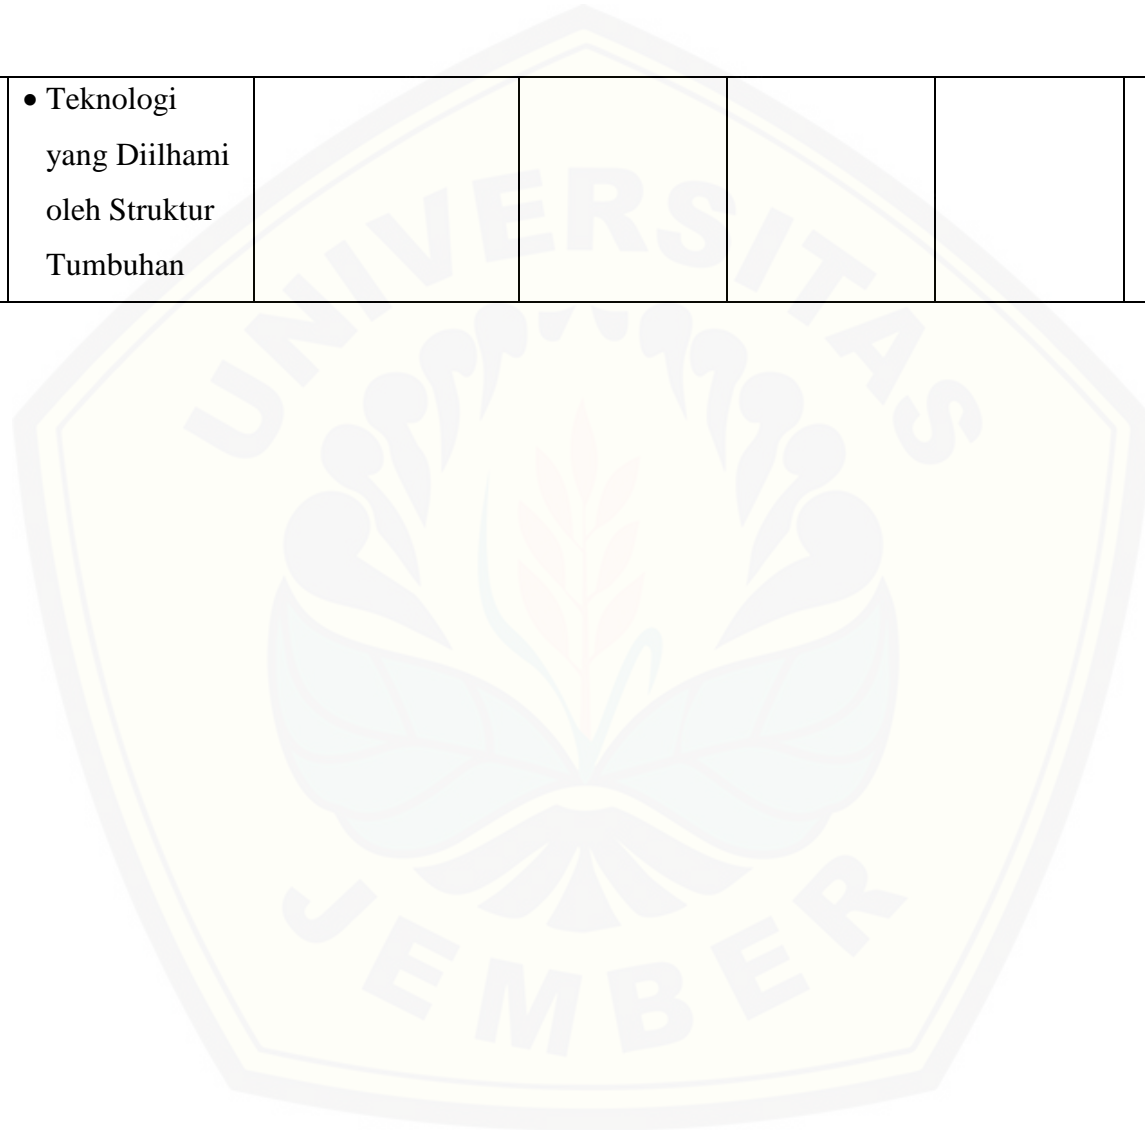 • Teknologi
yang Diilhami
oleh Struktur
Tumbuhan
UNIVERSITAS
JEMBER